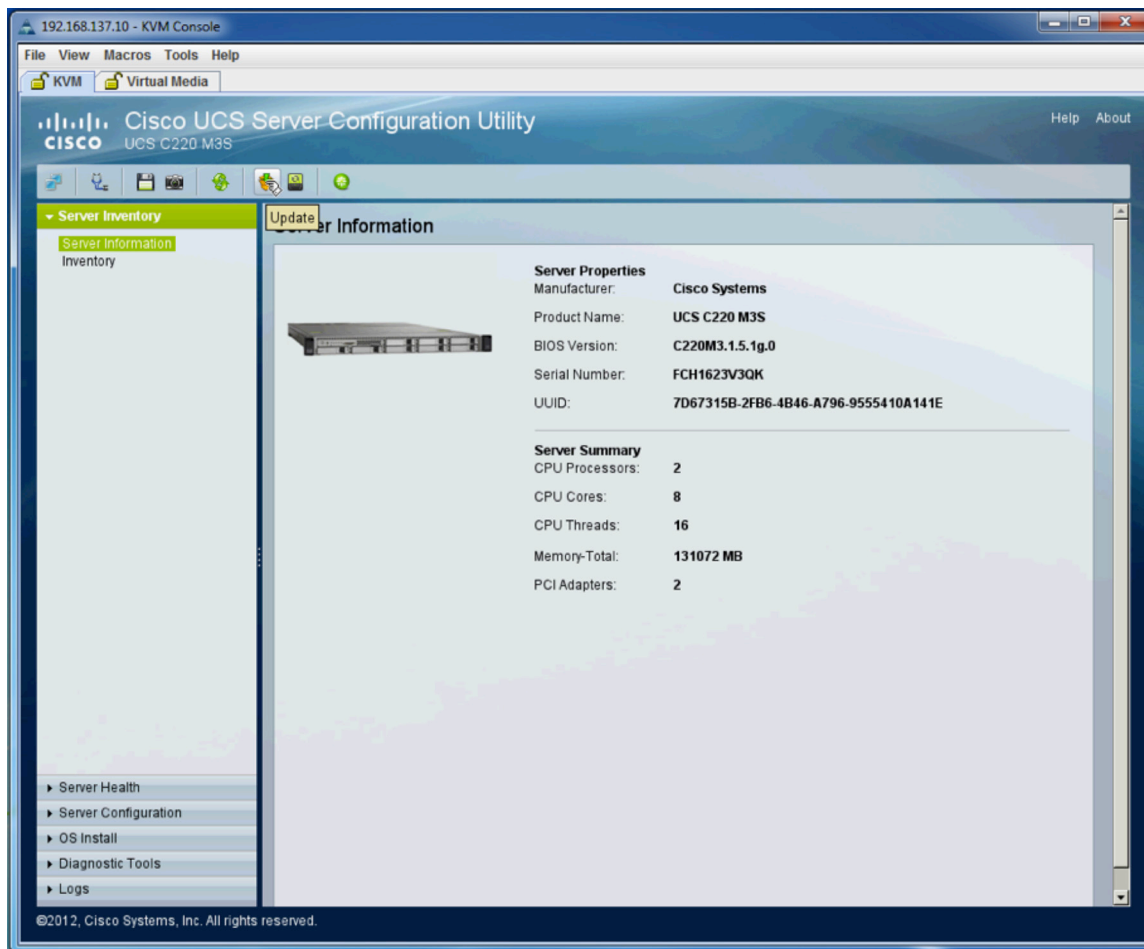 192.168.137.10 - KVM Console
File View Macros Tools Help
KVM Virtual Media
CISCO
Cisco UCS Server Configuration Utility
UCS C220 M3S
Help About
Update
Server Inventory
Server Information
Inventory
Server Health
Server Configuration
OS Install
Diagnostic Tools
Logs
er Information
Server Properties
Manufacturer: Cisco Systems
Product Name: UCS C220 M3S
BIOS Version: C220M3.1.5.1g.0
Serial Number: FCH1623V3QK
UUID: 7D67315B-2FB6-4B46-A796-9555410A141E
Server Summary
CPU Processors: 2
CPU Cores: 8
CPU Threads: 16
Memory-Total: 131072 MB
PCI Adapters: 2
©2012, Cisco Systems, Inc. All rights reserved.